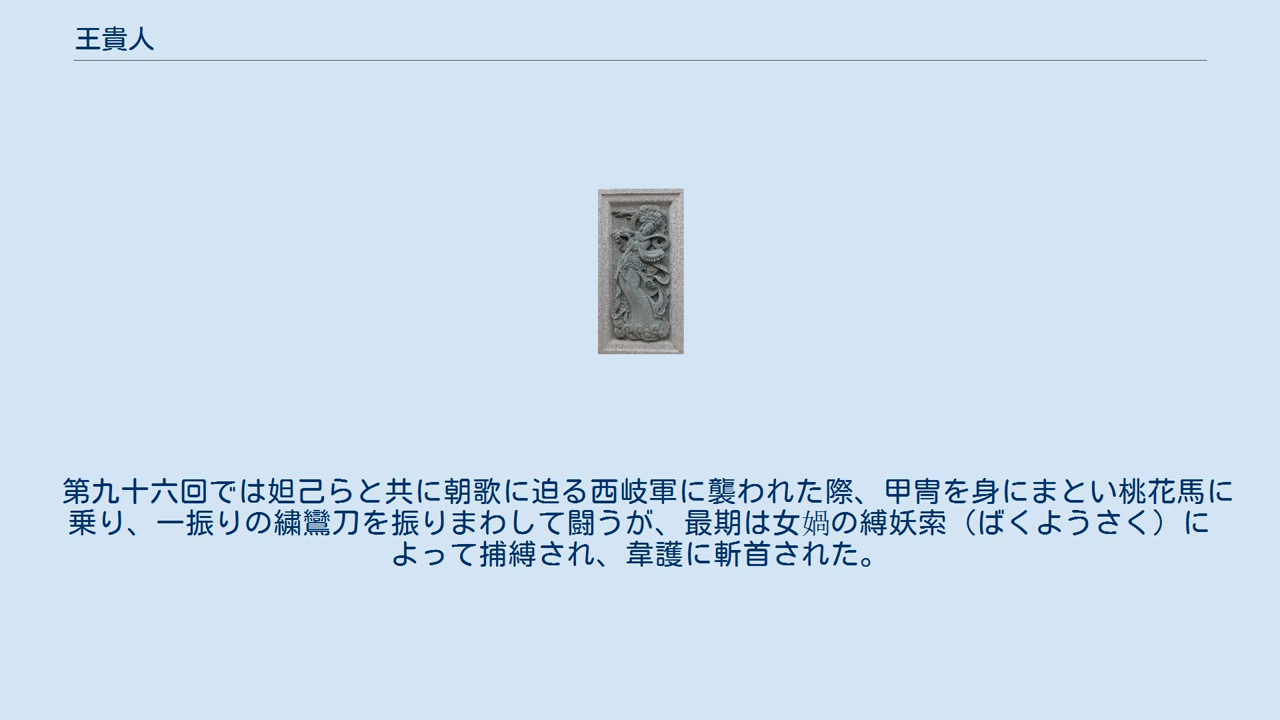 王貴人
第九十六回では妲己らと共に朝歌に迫る西岐軍に襲われた際、甲冑を身にまとい桃花馬に
乗り、一振りの繍鸞刀を振りまわして闘うが、最期は女媧の縛妖索（ばくようさく）に
よって捕縛され、韋護に斬首された。